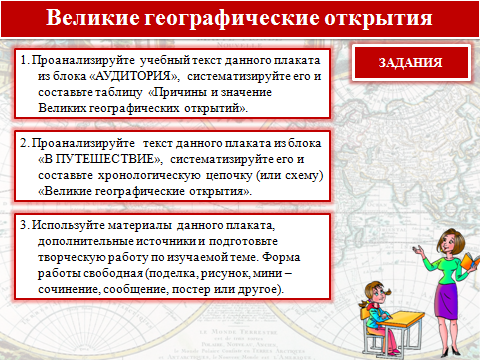 Великие географические открытия
1. Проанализируйте учебный текст данного плаката
из блока «АУДИТОРИЯ», систематизируйте его и
составьте таблицу «Причины и значение
Великих географических открытий».
ЗАДАНИЯ
2. Проанализируйте текст данного плаката из блока
«В ПУТЕШЕСТВИЕ», систематизируйте его и
составьте хронологическую цепочку (или схему)
«Великие географические открытия».
3. Используйте материалы данного плаката,
дополнительные источники и подготовьте
творческую работу по изучаемой теме. Форма
работы свободная (поделка, рисунок, мини –
сочинение, сообщение, постер или другое).